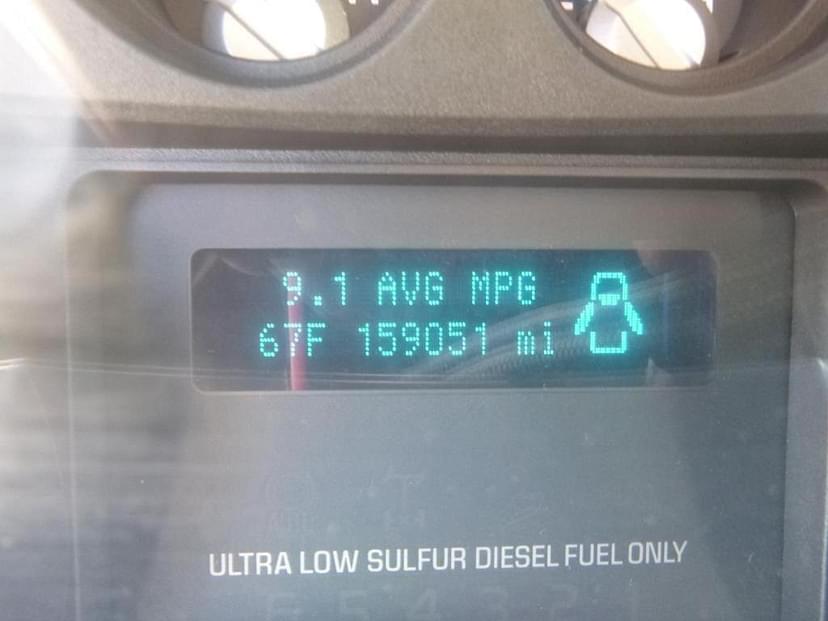 9.1 AVG MPG
67F 159051 mi
ULTRA LOW SULFUR DIESEL FUEL ONLY